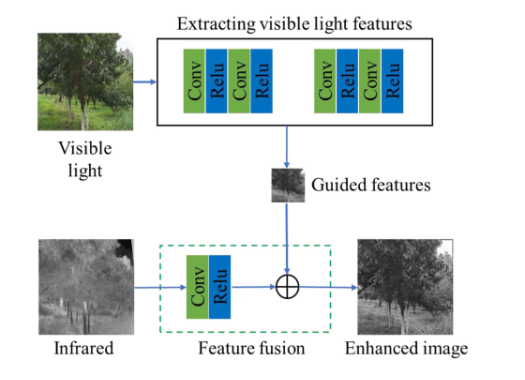 Extracting visible light features
Conv Relu Conv Relu Conv Relu Conv Relu
Visible
light
Guided features
Conv Relu
Infrared Feature fusion Enhanced image